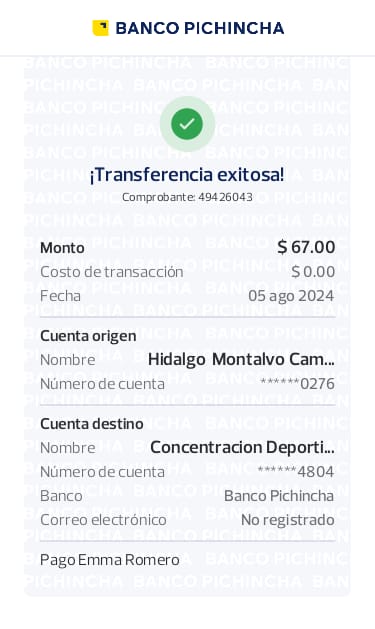 BANCO PICHINCHA
¡Transferencia exitosa!
Comprobante: 49426043
Monto $ 67.00
Costo de transacción $ 0.00
Fecha 05 ago 2024
Cuenta origen
Nombre Hidalgo Montalvo Cam...
Número de cuenta ******0276
Cuenta destino
Nombre Concentracion Deporti...
Número de cuenta ******4804
Banco Banco Pichincha
Correo electrónico No registrado
Pago Emma Romero